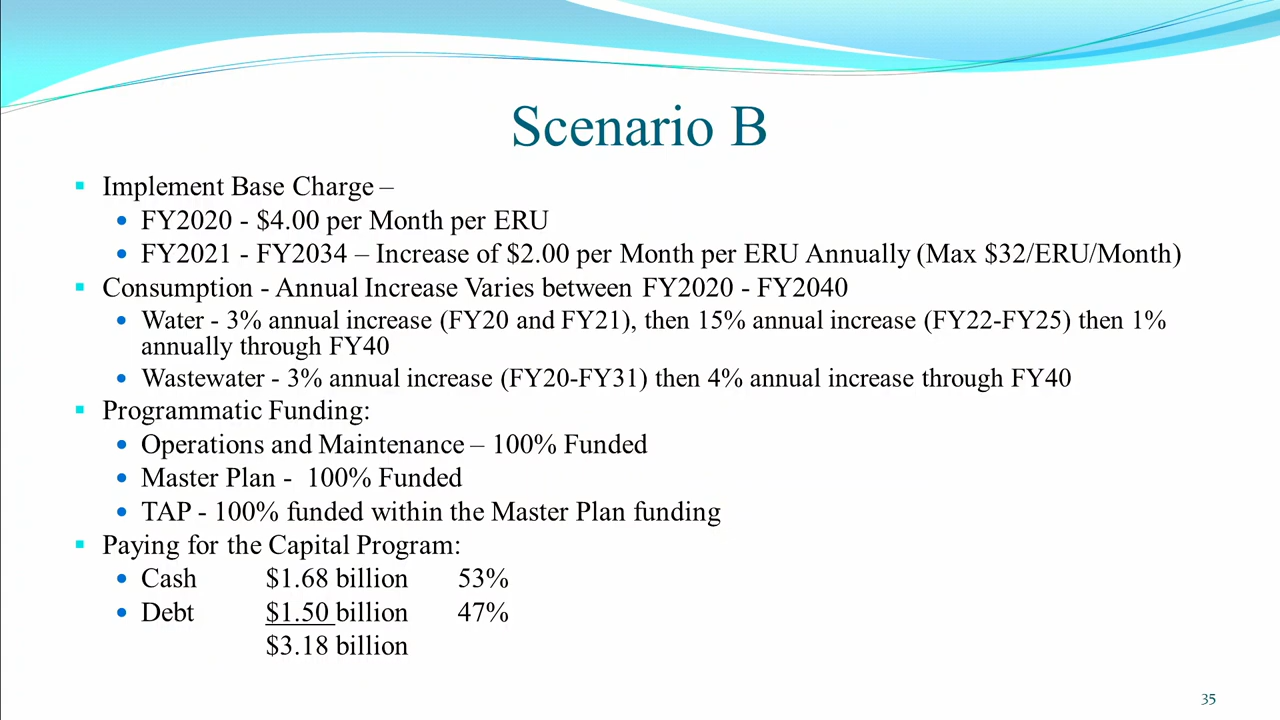 Scenario B
▪ Implement Base Charge –
• FY2020 - $4.00 per Month per ERU
• FY2021 - FY2034 – Increase of $2.00 per Month per ERU Annually (Max $32/ERU/Month)
▪ Consumption - Annual Increase Varies between FY2020 - FY2040
• Water - 3% annual increase (FY20 and FY21), then 15% annual increase (FY22-FY25) then 1%
annually through FY40
• Wastewater - 3% annual increase (FY20-FY31) then 4% annual increase through FY40
▪ Programmatic Funding:
• Operations and Maintenance – 100% Funded
• Master Plan - 100% Funded
• TAP - 100% funded within the Master Plan funding
▪ Paying for the Capital Program:
• Cash $1.68 billion 53%
• Debt $1.50 billion 47%
$3.18 billion
35